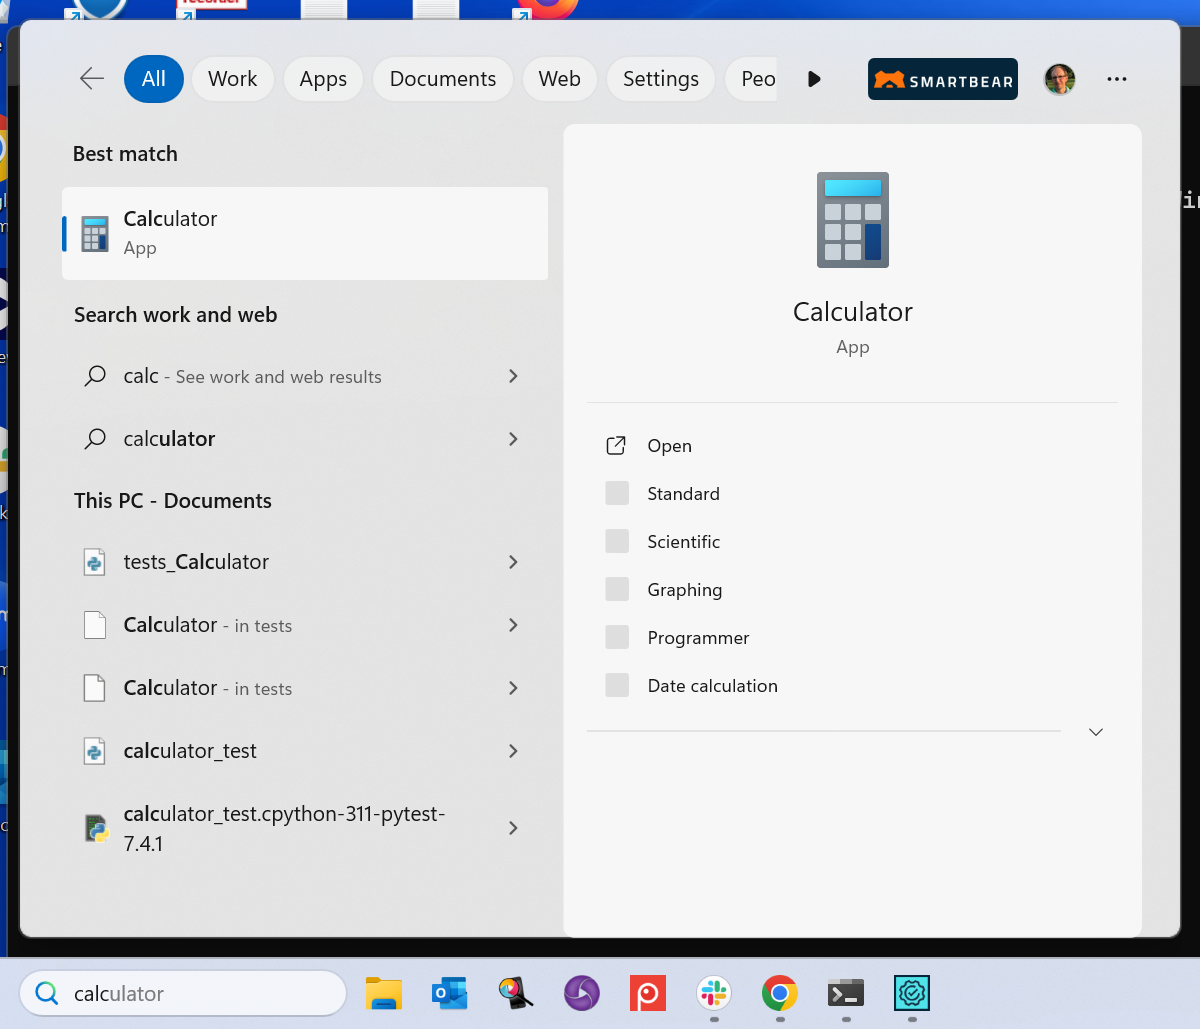 All
Work
Apps
Documents
Web
Settings
Peo
SMARTBEAR
Best match
Calculator
App
Search work and web
calc - See work and web results
calculator
This PC - Documents
tests_Calculator
Calculator - in tests
Calculator - in tests
calculator_test
calculator_test.cpython-311-pytest-
7.4.1
Calculator
App
Open
Standard
Scientific
Graphing
Programmer
Date calculation
calculator